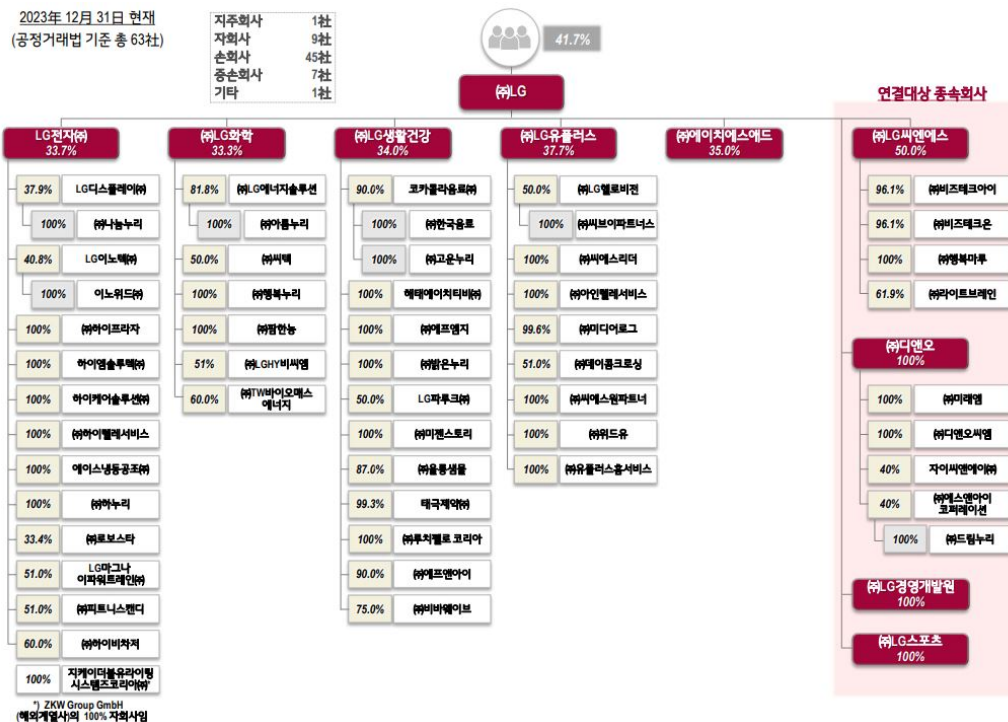 2023年 12月 31日 현재
(공정거래법 기준 총 63社)
지주회사 1社
자회사 9社
손회사 45社
증손회사 7社
기타 1社
41.7%
㈜LG
연결대상 종속회사
LG전자㈜
33.7%
37.9% LG디스플레이㈜
100% ㈜나눔누리
40.8% LG이노텍㈜
100% 이노위드㈜
100% ㈜하이프라자
100% 하이엠솔루텍㈜
100% 하이케어솔루션㈜
100% ㈜하이텔레서비스
100% 에이스냉동공조㈜
100% ㈜하누리
33.4% ㈜로보스타
51.0% LG마그나
이파워트레인㈜
51.0% ㈜피트니스캔디
60.0% ㈜하이비차저
100% 지케이더블유라이팅
시스템즈코리아㈜*
*) ZKW Group GmbH
(해외계열사)의 100% 자회사임
㈜LG화학
33.3%
81.8% ㈜LG에너지솔루션
100% ㈜아름누리
50.0% ㈜씨텍
100% ㈜행복누리
100% ㈜팜한농
51% ㈜LGHY비씨엠
60.0% ㈜TW바이오매스
에너지
㈜LG생활건강
34.0%
90.0% 코카콜라음료㈜
100% ㈜한국음료
100% ㈜고운누리
100% 해태에이치티비㈜
100% ㈜에프엠지
100% ㈜밝은누리
50.0% LG파루크㈜
100% ㈜미젠스토리
87.0% ㈜울릉샘물
99.3% 태극제약㈜
100% ㈜루치펠로 코리아
90.0% ㈜에프앤아이
75.0% ㈜비바웨이브
㈜LG유플러스
37.7%
50.0% ㈜LG헬로비전
100% ㈜씨브이파트너스
100% ㈜씨에스리더
100% ㈜아인텔레서비스
99.6% ㈜미디어로그
51.0% ㈜데이콤크로싱
100% ㈜씨에스원파트너
100% ㈜위드유
100% ㈜유플러스홈서비스
㈜에이치에스애드
35.0%
㈜LG씨엔에스
50.0%
96.1% ㈜비즈테크아이
96.1% ㈜비즈테크온
100% ㈜행복마루
61.9% ㈜라이트브레인
㈜디앤오
100%
100% ㈜미래엠
100% ㈜디앤오씨엠
40% 자이씨앤에이㈜
40% ㈜에스앤아이
코퍼레이션
100% ㈜드림누리
㈜LG경영개발원
100%
㈜LG스포츠
100%